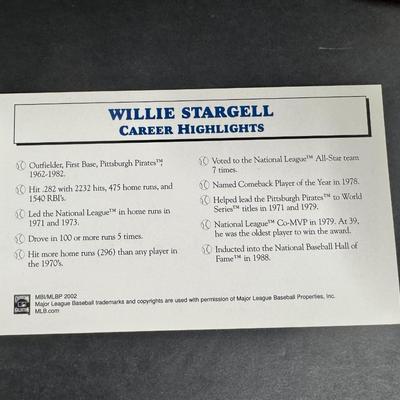 WILLIE STARGELL
CAREER HIGHLIGHTS
Outfielder, First Base, Pittsburgh Pirates™,
1962-1982.
Hit .282 with 2232 hits, 475 home runs, and
1540 RBI's.
Led the National League™ in home runs in
1971 and 1973.
Drove in 100 or more runs 5 times.
Hit more home runs (296) than any player in
the 1970's.
Voted to the National League™ All-Star team
7 times.
Named Comeback Player of the Year in 1978.
Helped lead the Pittsburgh Pirates™ to World
Series™ titles in 1971 and 1979.
National League™ Co-MVP in 1979. At 39,
he was the oldest player to win the award.
Inducted into the National Baseball Hall of
Fame™ in 1988.
MBI/MLBP 2002
Major League Baseball trademarks and copyrights are used with permission of Major League Baseball Properties, Inc.
MLB.com